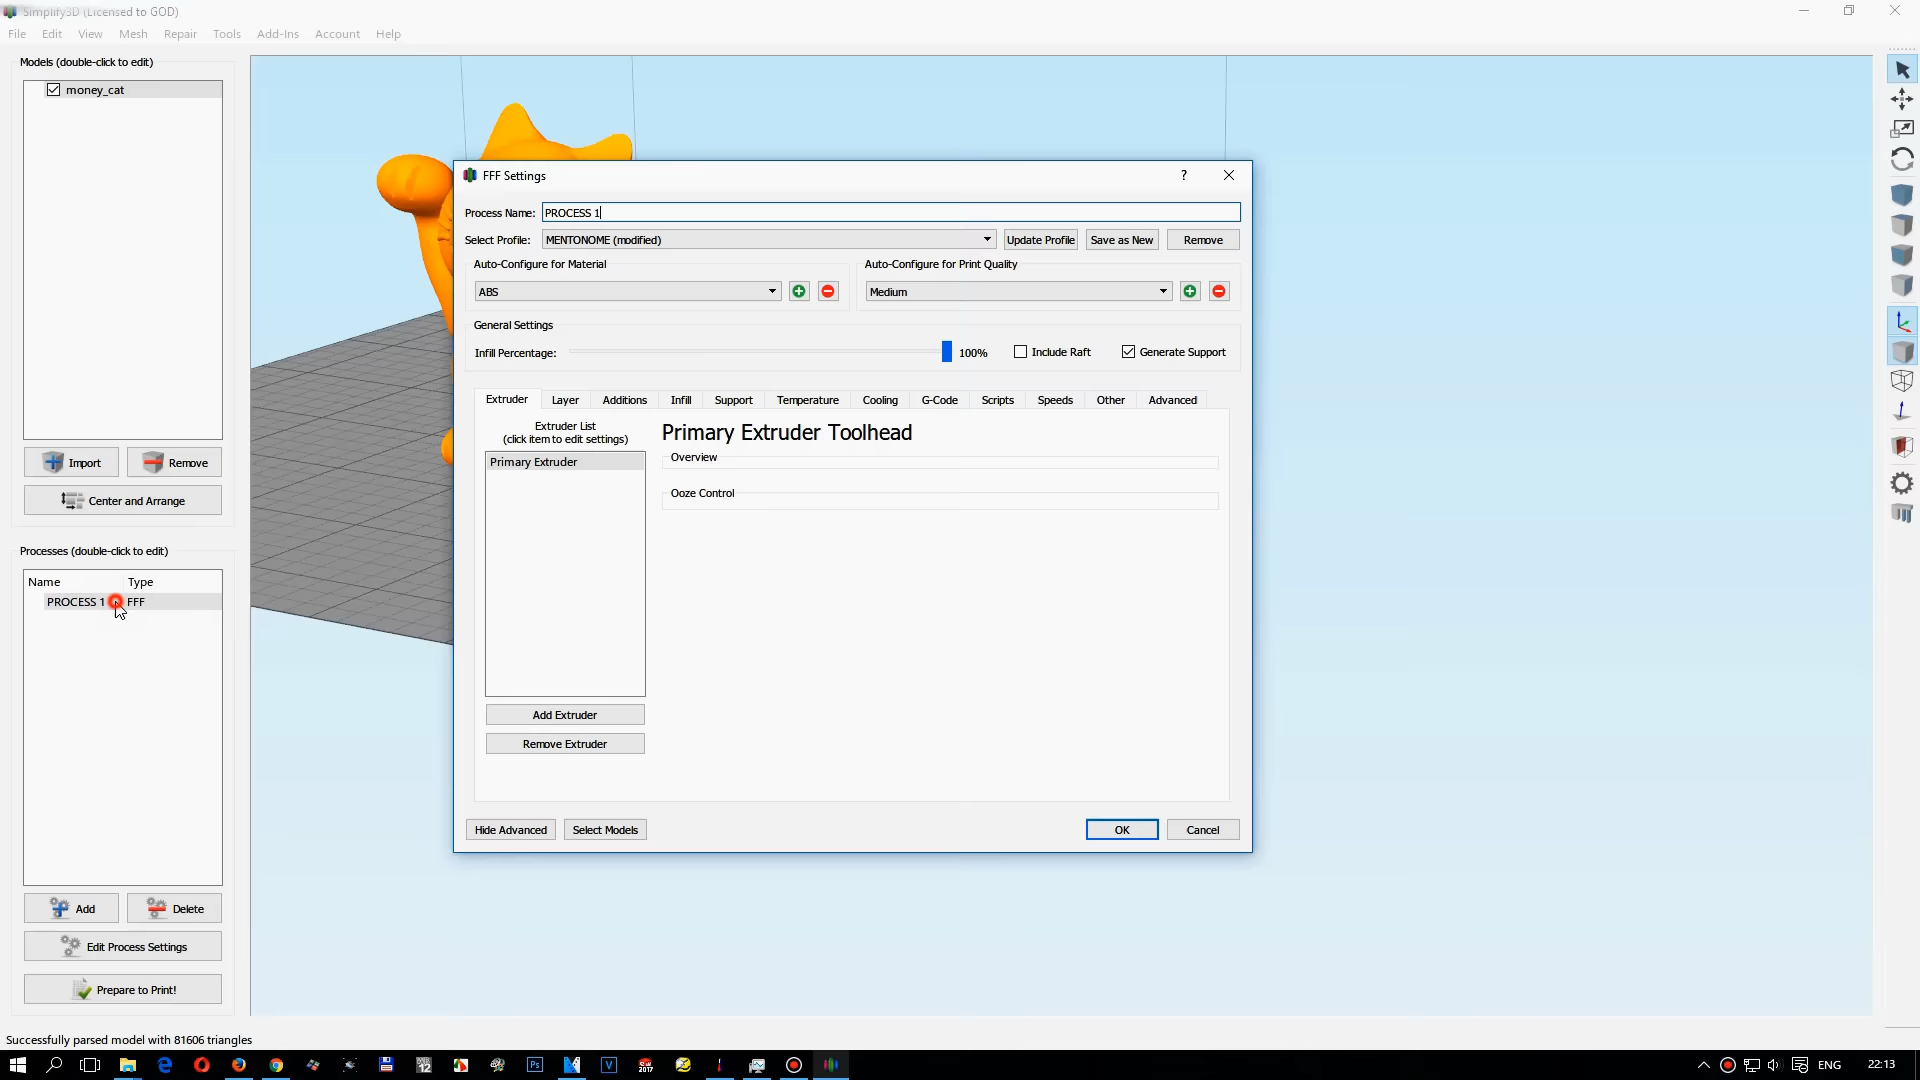 Simplify3D (Licensed to GOD)
File Edit View Mesh Repair Tools Add-Ins Account Help
Models (double-click to edit)
money_cat
Import Remove
Center and Arrange
Processes (double-click to edit)
Name Type
PROCESS 1 FFF
Add Delete
Edit Process Settings
Prepare to Print!
FFF Settings
Process Name: PROCESS 1
Select Profile: MENTONOME (modified) Update Profile Save as New Remove
Auto-Configure for Material Auto-Configure for Print Quality
ABS Medium
General Settings
Infill Percentage: 100% Include Raft Generate Support
Extruder Layer Additions Infill Support Temperature Cooling G-Code Scripts Speeds Other Advanced
Extruder List
(click item to edit settings)
Primary Extruder
Add Extruder
Remove Extruder
Primary Extruder Toolhead
Overview
Ooze Control
Hide Advanced Select Models OK Cancel
Successfully parsed model with 81606 triangles
ENG 22:13